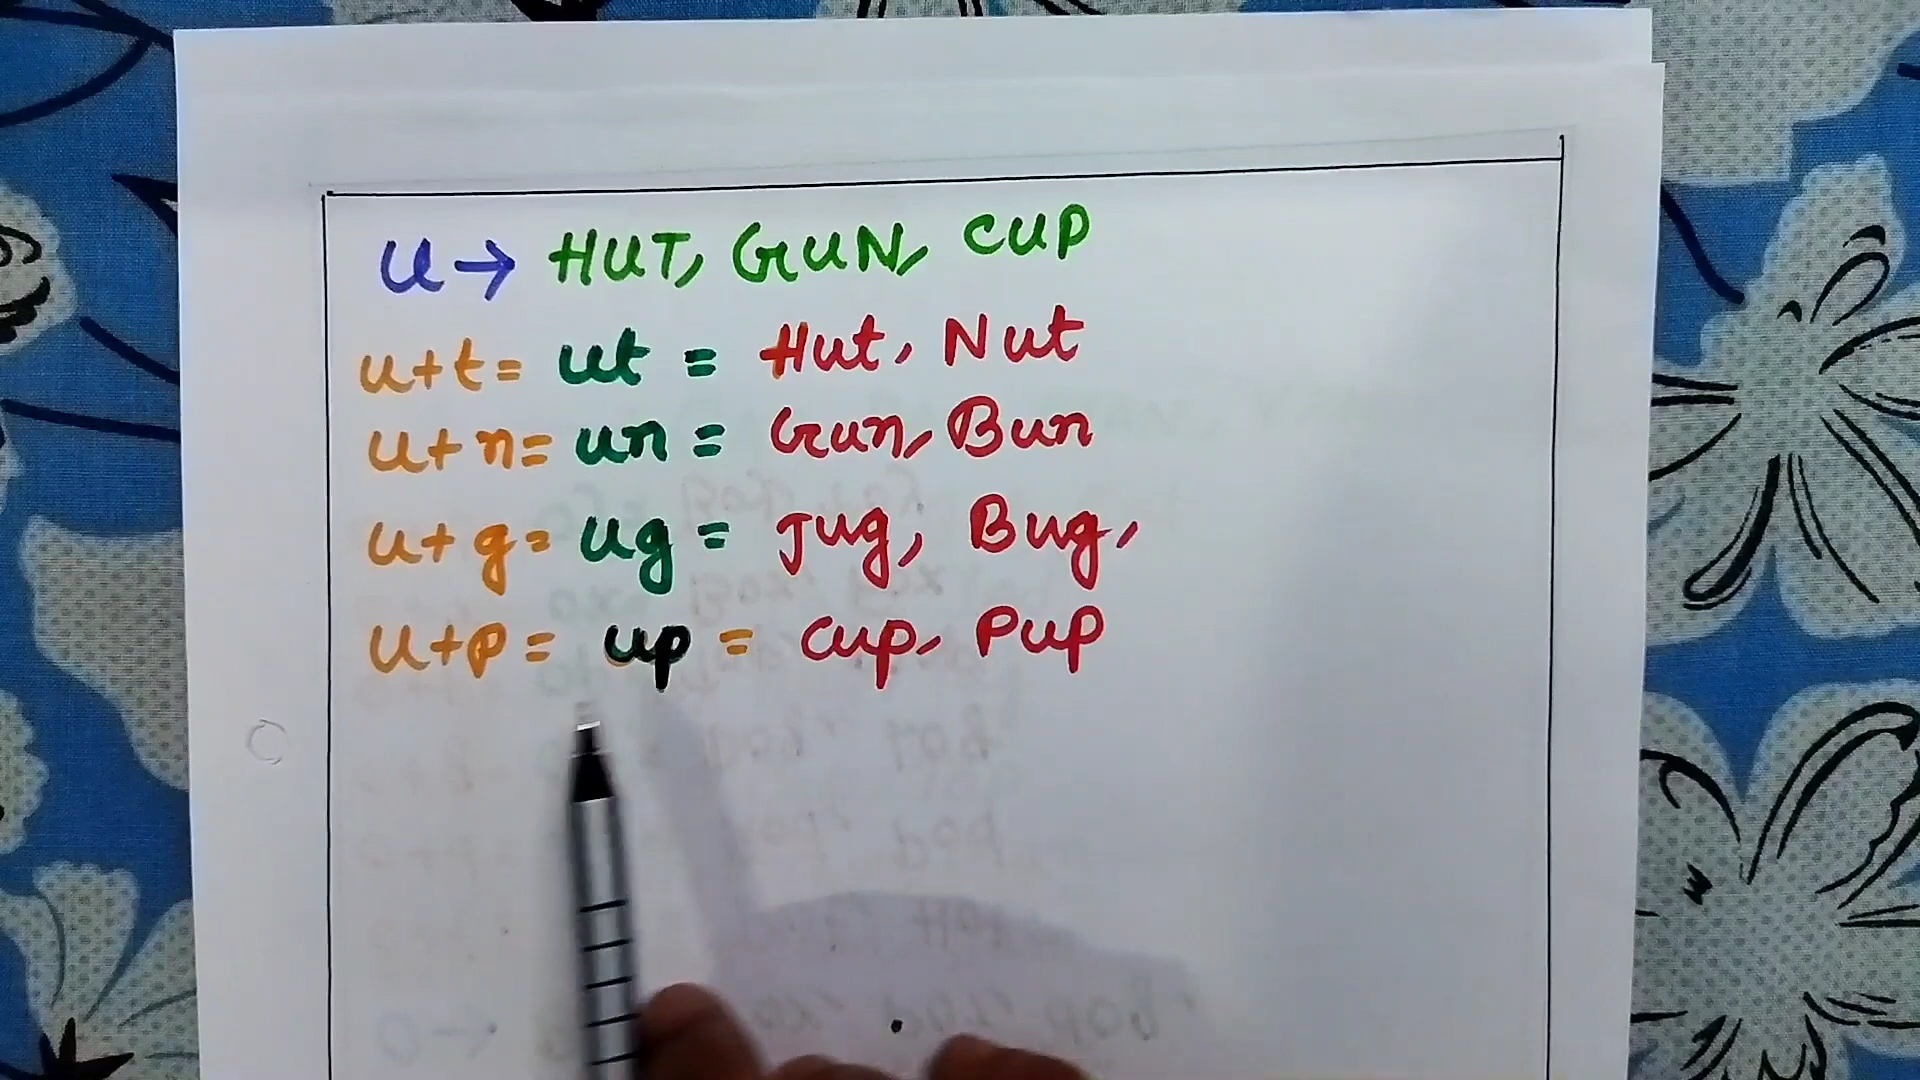 u→ HUT, GUN, CUP
u+t= ut = Hut, Nut
u+n= un = Gun, Bun
u+g= ug = Jug, Bug,
u+p= up = Cup, Pup